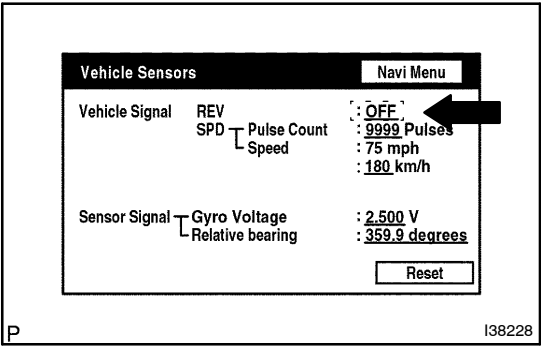 Vehicle Sensors Navi Menu
Vehicle Signal REV : OFF
SPD Pulse Count : 9999 Pulses
Speed : 75 mph
: 180 km/h
Sensor Signal Gyro Voltage : 2.500 V
Relative bearing : 359.9 degrees
Reset
P I38228